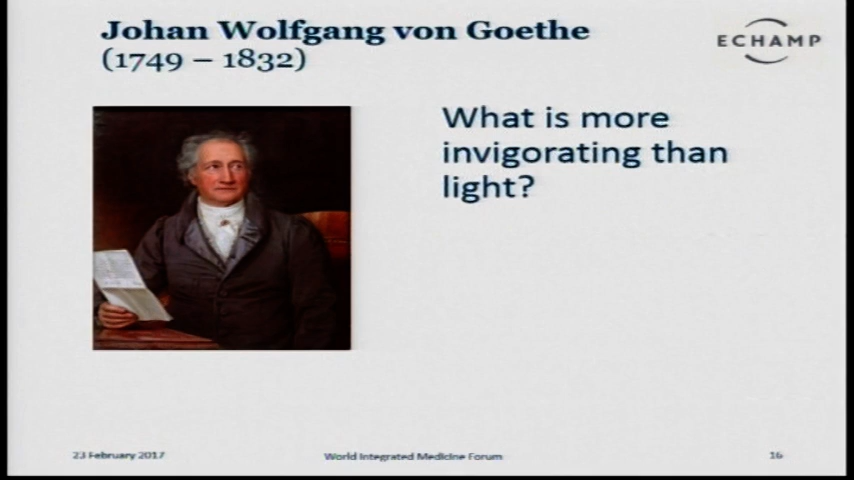 Johan Wolfgang von Goethe
(1749 – 1832)
ECHAMP
What is more
invigorating than
light?
23 February 2017
World Integrated Medicine Forum
16